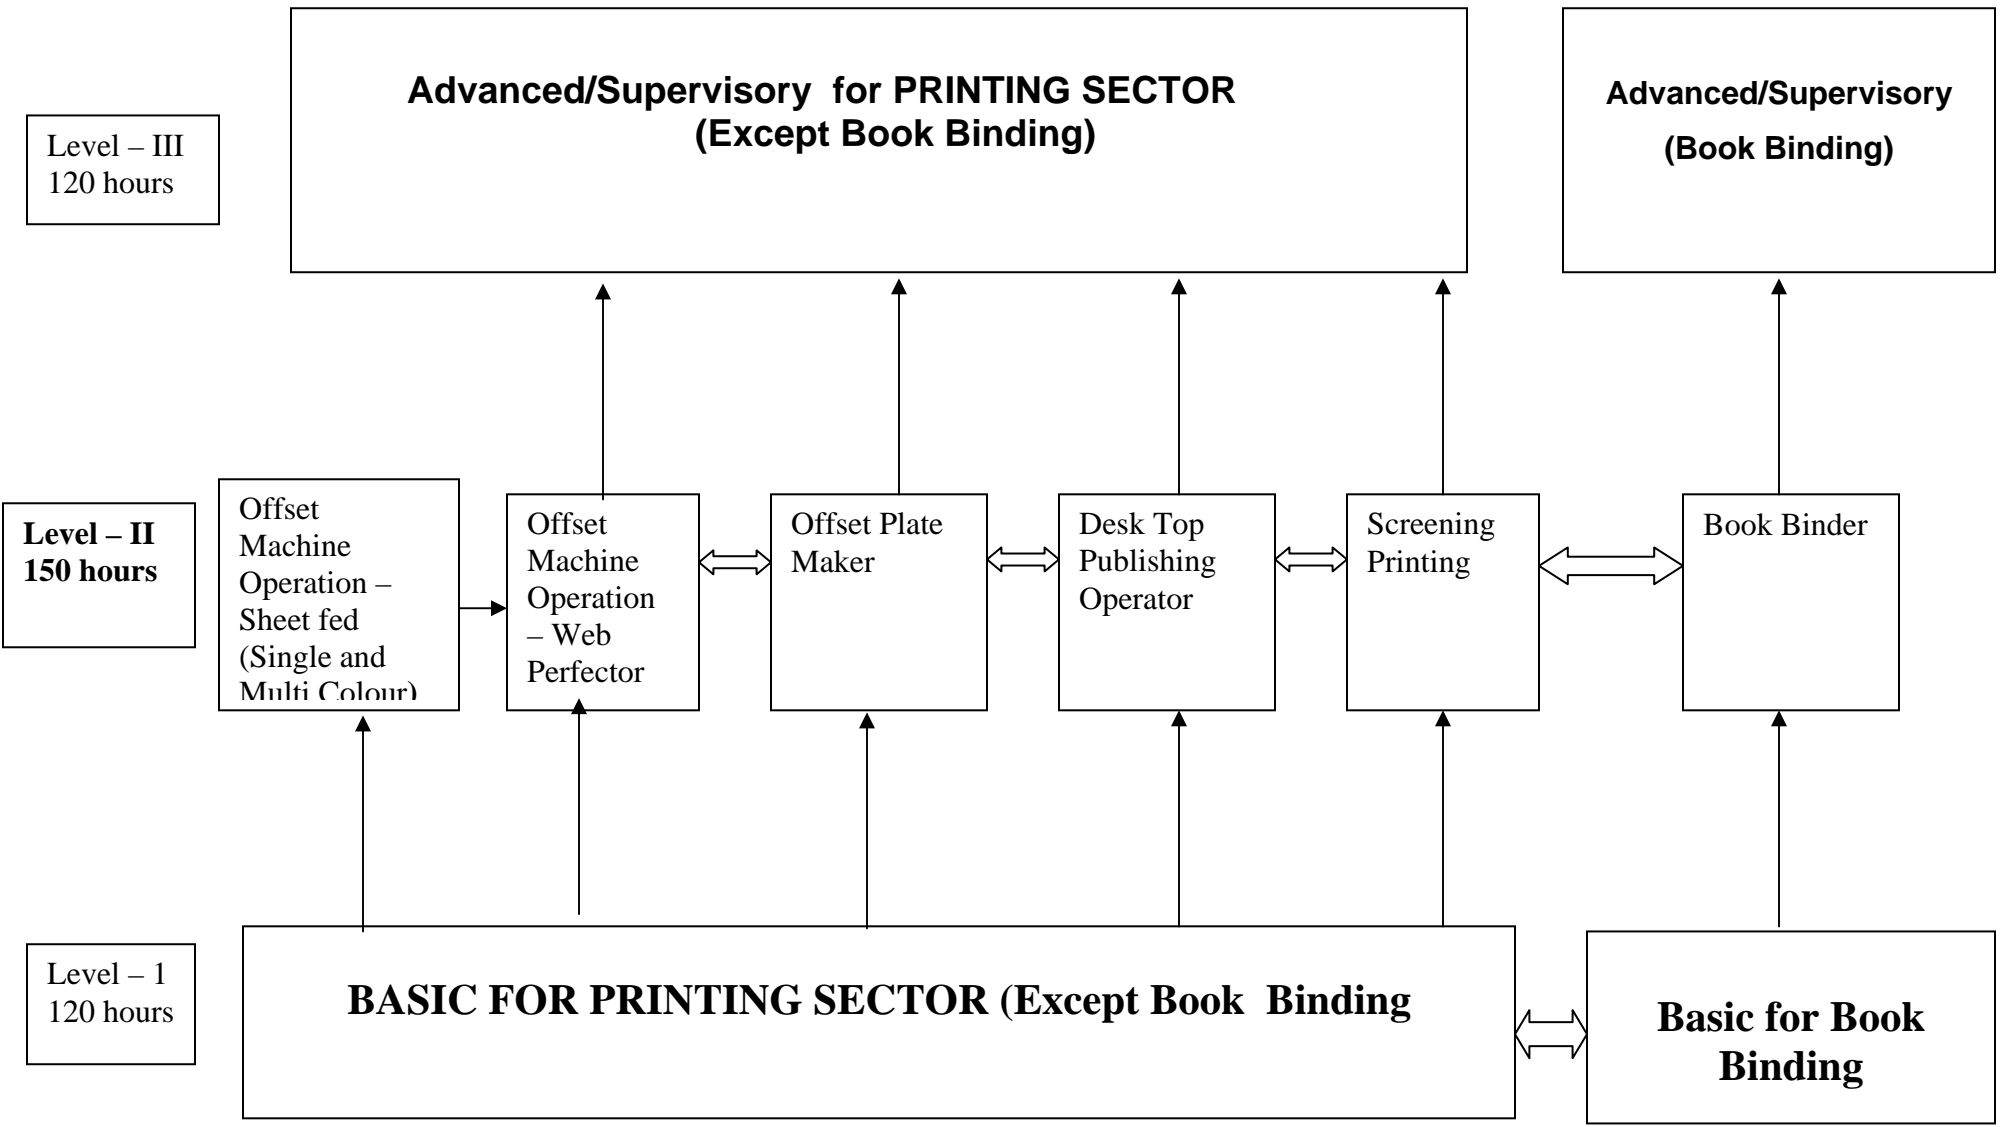 Advanced/Supervisory for PRINTING SECTOR
(Except Book Binding)
Advanced/Supervisory
(Book Binding)
Level – III
120 hours
Level – II
150 hours
Offset
Machine
Operation –
Sheet fed
(Single and
Multi Colour)
Offset
Machine
Operation
– Web
Perfector
Offset Plate
Maker
Desk Top
Publishing
Operator
Screening
Printing
Book Binder
Level – 1
120 hours
BASIC FOR PRINTING SECTOR (Except Book Binding
Basic for Book
Binding